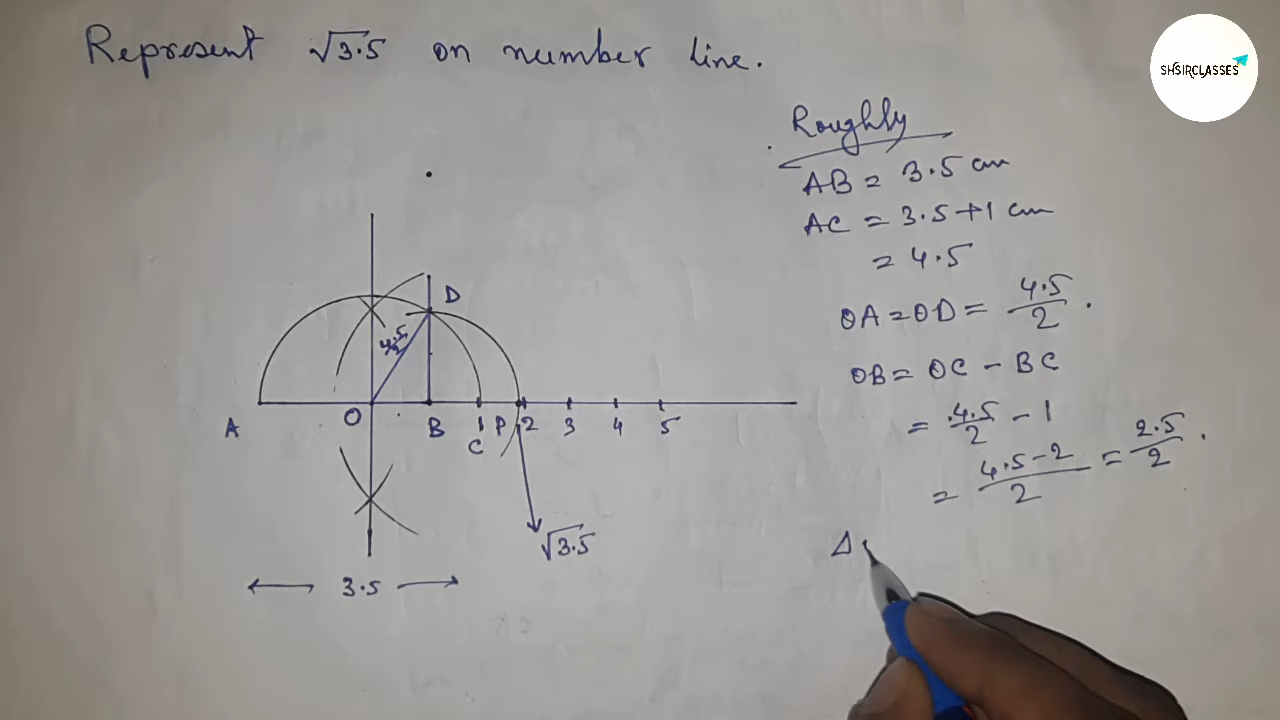 Represent √3.5 on number line.
SHSIRCLASSES
Roughly
AB = 3.5 cm
AC = 3.5+1 cm
= 4.5
OA = OD = 4.5/2 .
OB = OC - BC
= 4.5/2 - 1
= 4.5-2/2 = 2.5/2 .
Δ
D
4.5/2
A O B 1 P 2 3 4 5
C
√3.5
3.5